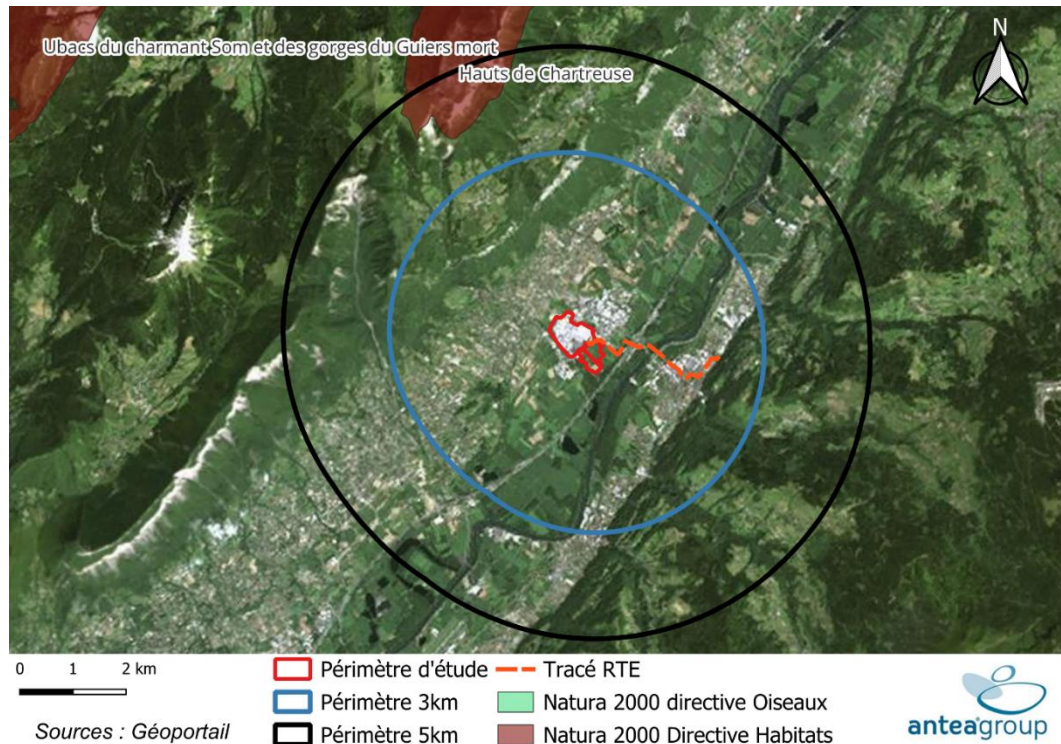 Ubacs du charmant Som et des gorges du Guiers mort
Hauts de Chartreuse
N
0 1 2 km
Sources : Géoportail
Périmètre d'étude
Périmètre 3km
Périmètre 5km
Tracé RTE
Natura 2000 directive Oiseaux
Natura 2000 Directive Habitats
anteagroup